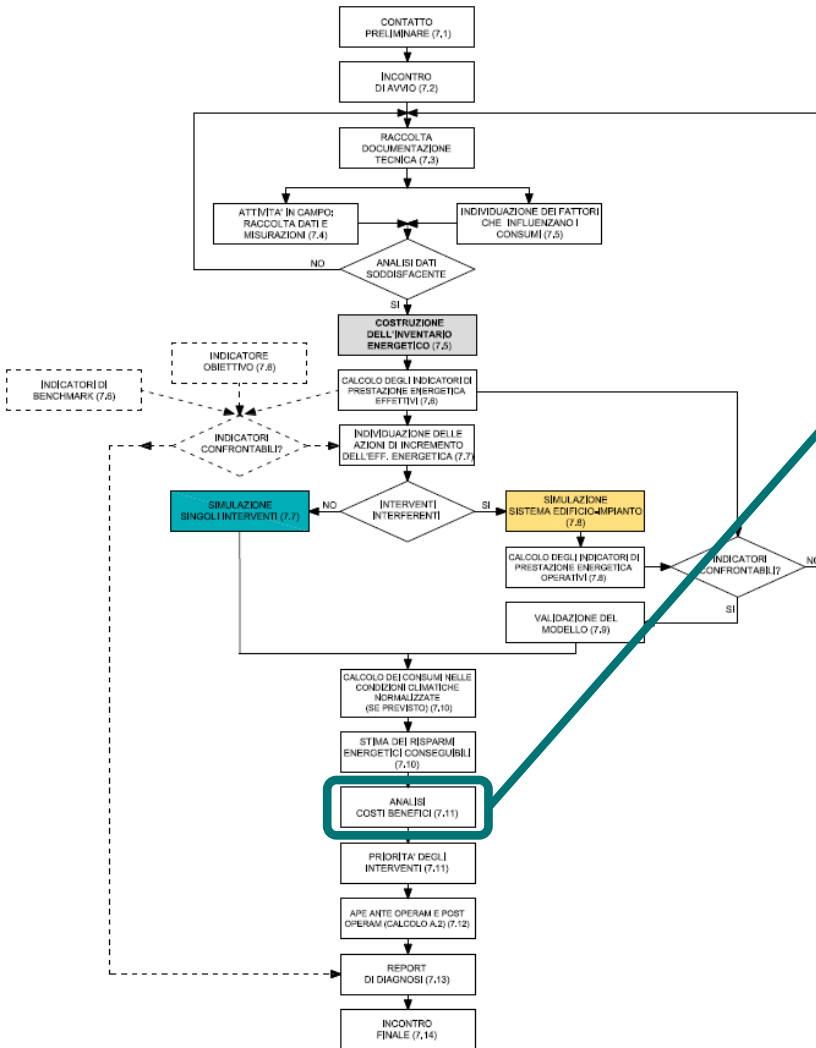 CONTATTO
PRELIMINARE (7.1)
INCONTRO
DI AVVIO (7.2)
RACCOLTA
DOCUMENTAZIONE
TECNICA (7.3)
ATTIVITA' IN CAMPO:
RACCOLTA DATI E
MISURAZIONI (7.4)
INDIVIDUAZIONE DEI FATTORI
CHE INFLUENZANO I
CONSUMI (7.5)
NO
ANALISI DATI
SODDISFACENTE
SI
COSTRUZIONE
DELL'INVENTARIO
ENERGETICO (7.5)
INDICATORE
OBIETTIVO (7.6)
INDICATORI DI
BENCHMARK (7.6)
CALCOLO DEGLI INDICATORI DI
PRESTAZIONE ENERGETICA
EFFETTIVI (7.6)
INDICATORI
CONFRONTABILI?
INDIVIDUAZIONE DELLE
AZIONI DI INCREMENTO
DELL'EFF. ENERGETICA (7.7)
SIMULAZIONE
SINGOLI INTERVENTI (7.7)
NO
INTERVENTI
INTERFERENTI
SI
SIMULAZIONE
SISTEMA EDIFICIO-IMPIANTO
(7.8)
CALCOLO DEGLI INDICATORI DI
PRESTAZIONE ENERGETICA
OPERATIVI (7.8)
INDICATORI
CONFRONTABILI?
NO
SI
VALIDAZIONE DEL
MODELLO (7.9)
CALCOLO DEI CONSUMI NELLE
CONDIZIONI CLIMATICHE
NORMALIZZATE
(SE PREVISTO) (7.10)
STIMA DEI RISPARMI
ENERGETICI CONSEGUIBILI
(7.10)
ANALISI
COSTI BENEFICI (7.11)
PRIORITA' DEGLI
INTERVENTI (7.11)
APE ANTE OPERAM E POST
OPERAM (CALCOLO A.2) (7.12)
REPORT
DI DIAGNOSI (7.13)
INCONTRO
FINALE (7.14)